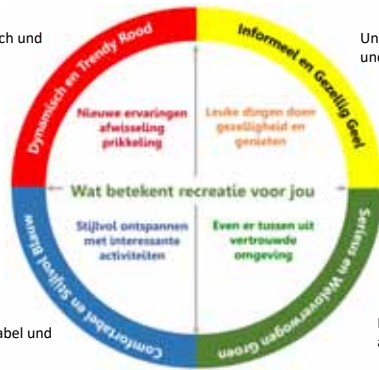 ch und
Un
und
Dynamisch en Trendy Rood
Informeel en Gezellig Geel
Nieuwe ervaringen
afwisseling
prikkeling
Leuke dingen doen
gezelligheid en
genieten
Wat betekent recreatie voor jou
Stijlvol ontspannen
met interessante
activiteiten
Even er tussen uit
vertrouwde
omgeving
Comfortabel en Stijlvol Blauw
Serieus en Weloverwogen Groen
abel und